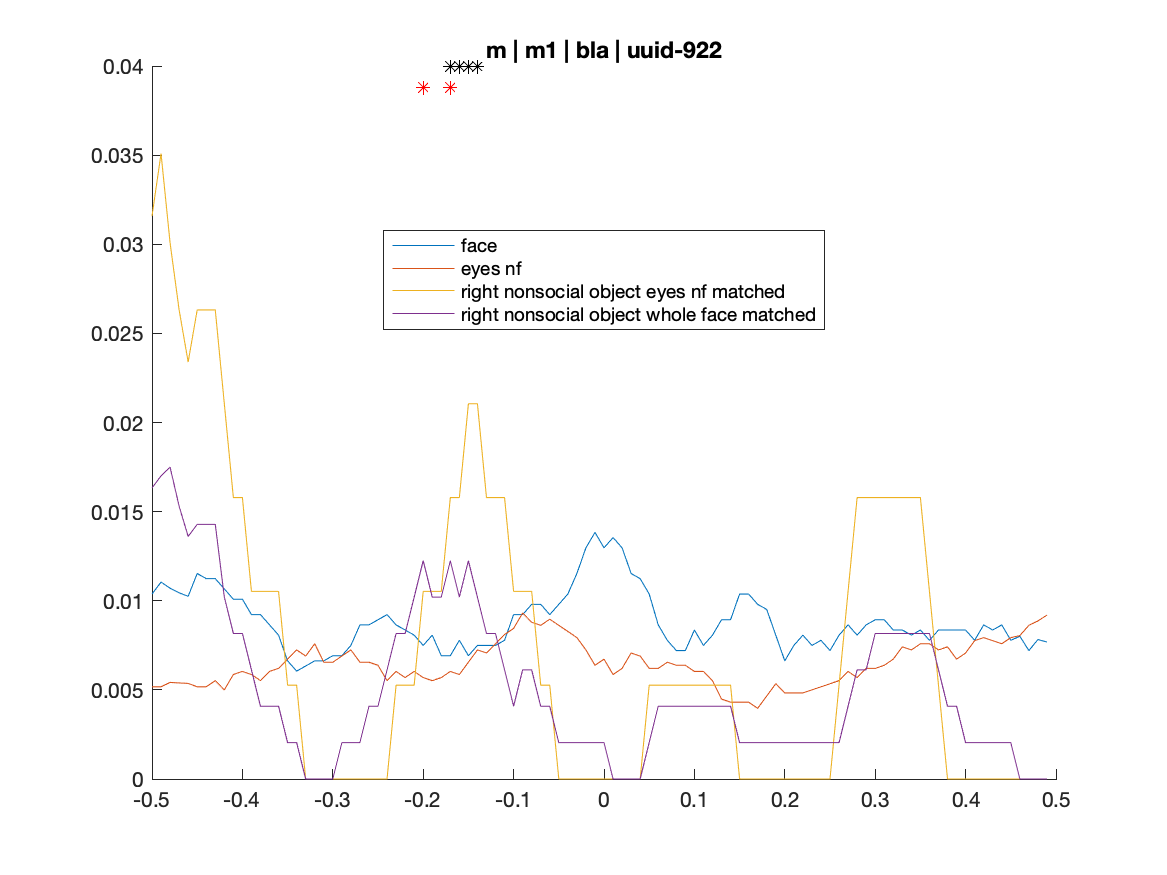 m | m1 | bla | uuid-922
0.04
0.035
0.03
0.025
0.02
0.015
0.01
0.005
0
face
eyes nf
right nonsocial object eyes nf matched
right nonsocial object whole face matched
-0.5 -0.4 -0.3 -0.2 -0.1 0 0.1 0.2 0.3 0.4 0.5